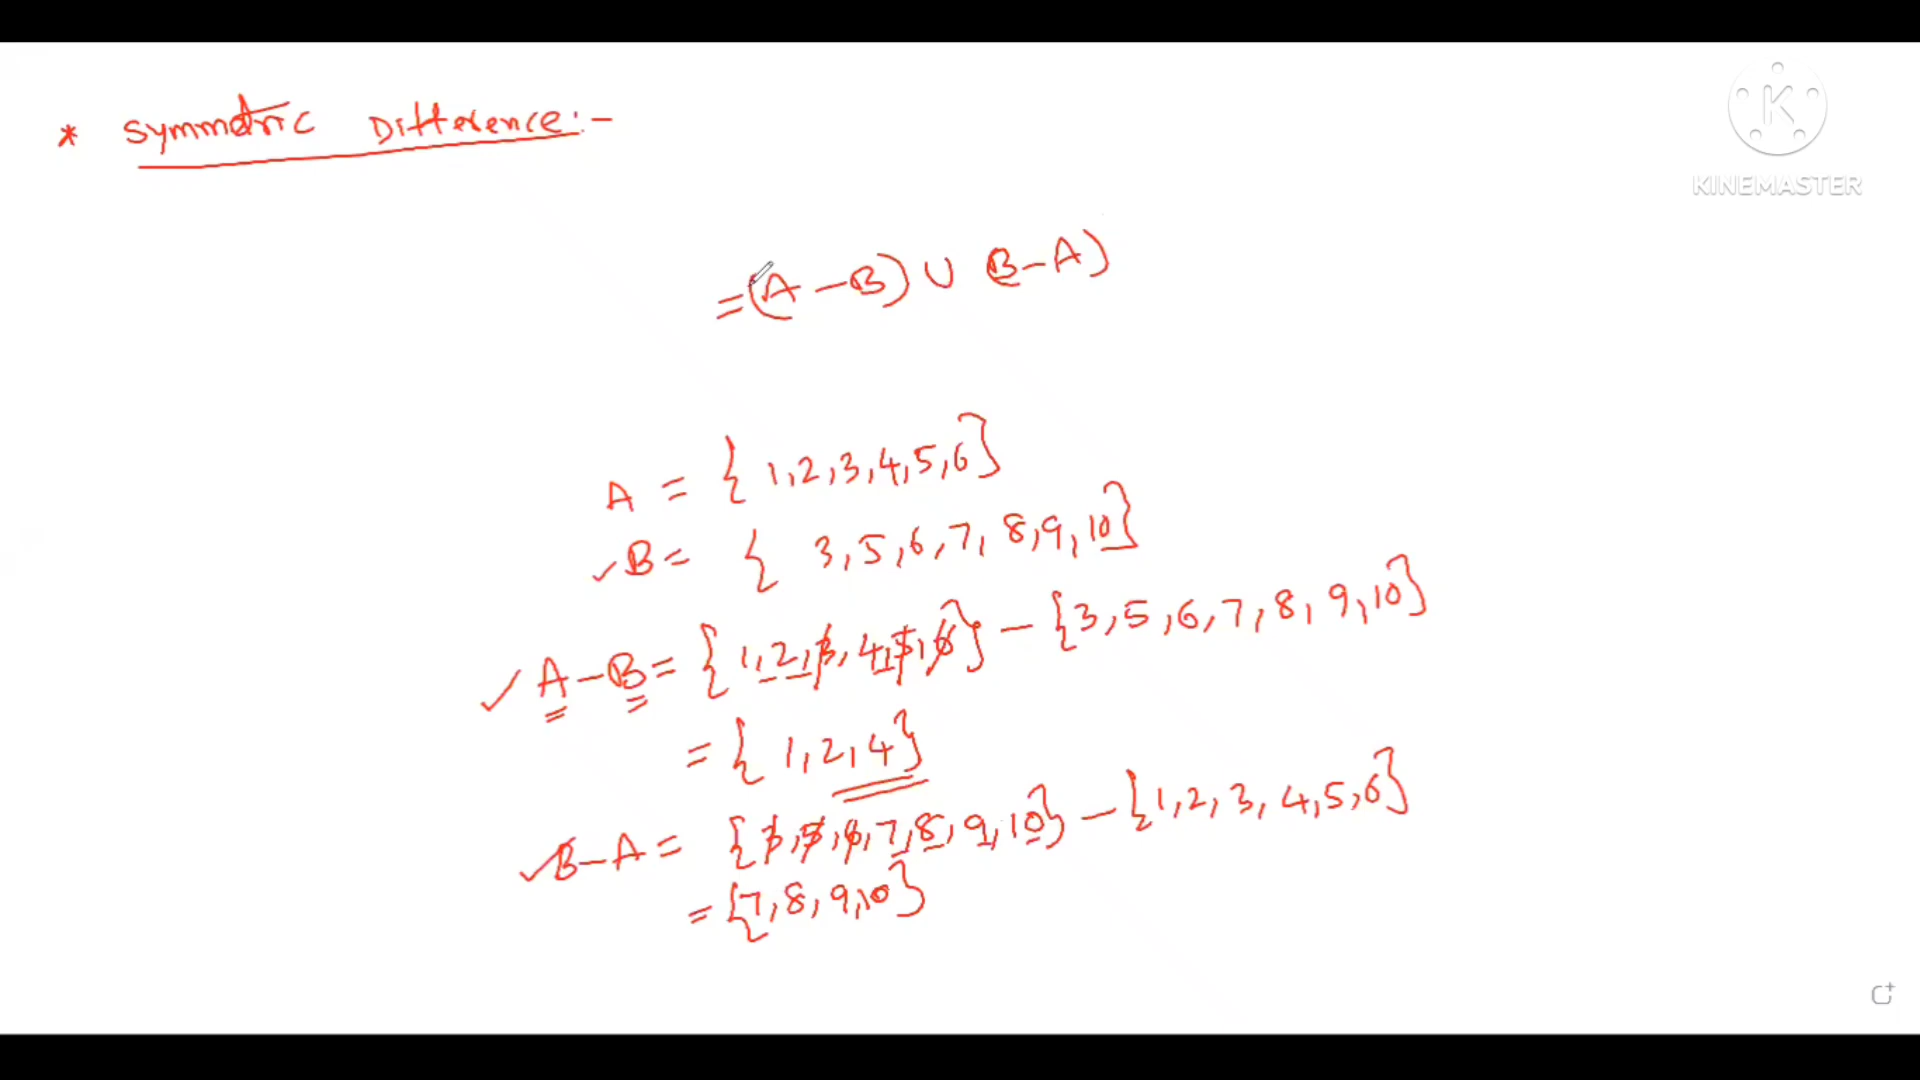 * Symmetric Difference:-
K
KINEMASTER
=(A-B) ∪ (B-A)
A = {1,2,3,4,5,6}
✓B = {3,5,6,7,8,9,10}
✓A-B = {1,2,3,4,5,6} - {3,5,6,7,8,9,10}
= {1,2,4}
✓B-A = {3,5,6,7,8,9,10} - {1,2,3,4,5,6}
= {7,8,9,10}